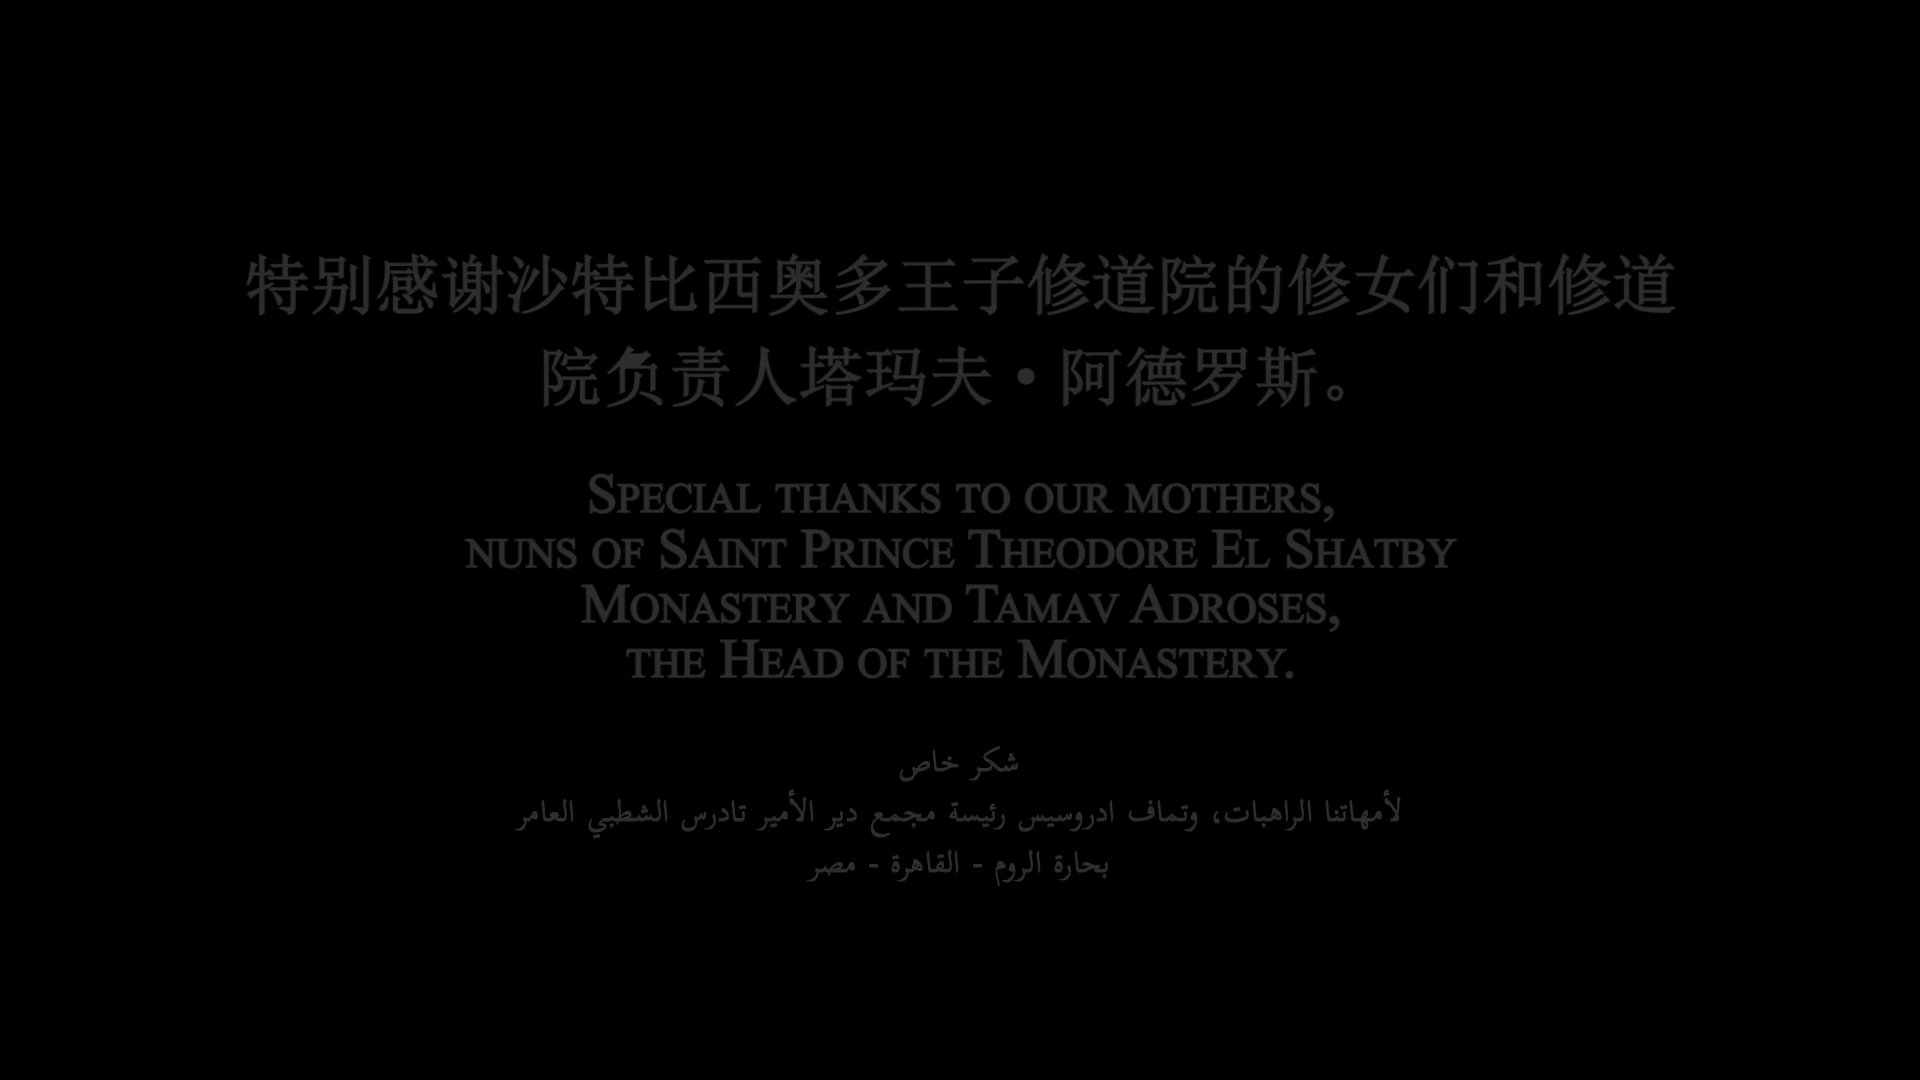 特别感谢沙特比西奥多王子修道院的修女们和修道
院负责人塔玛夫·阿德罗斯。
Special thanks to our mothers,
nuns of Saint Prince Theodore El Shatby
Monastery and Tamav Adroses,
the Head of the Monastery.
شكر خاص
لأمهاتنا الراهبات، وتماف ادروسيس رئيسة مجمع دير الأمير تادرس الشطبي العامر
بحارة الروم - القاهرة - مصر